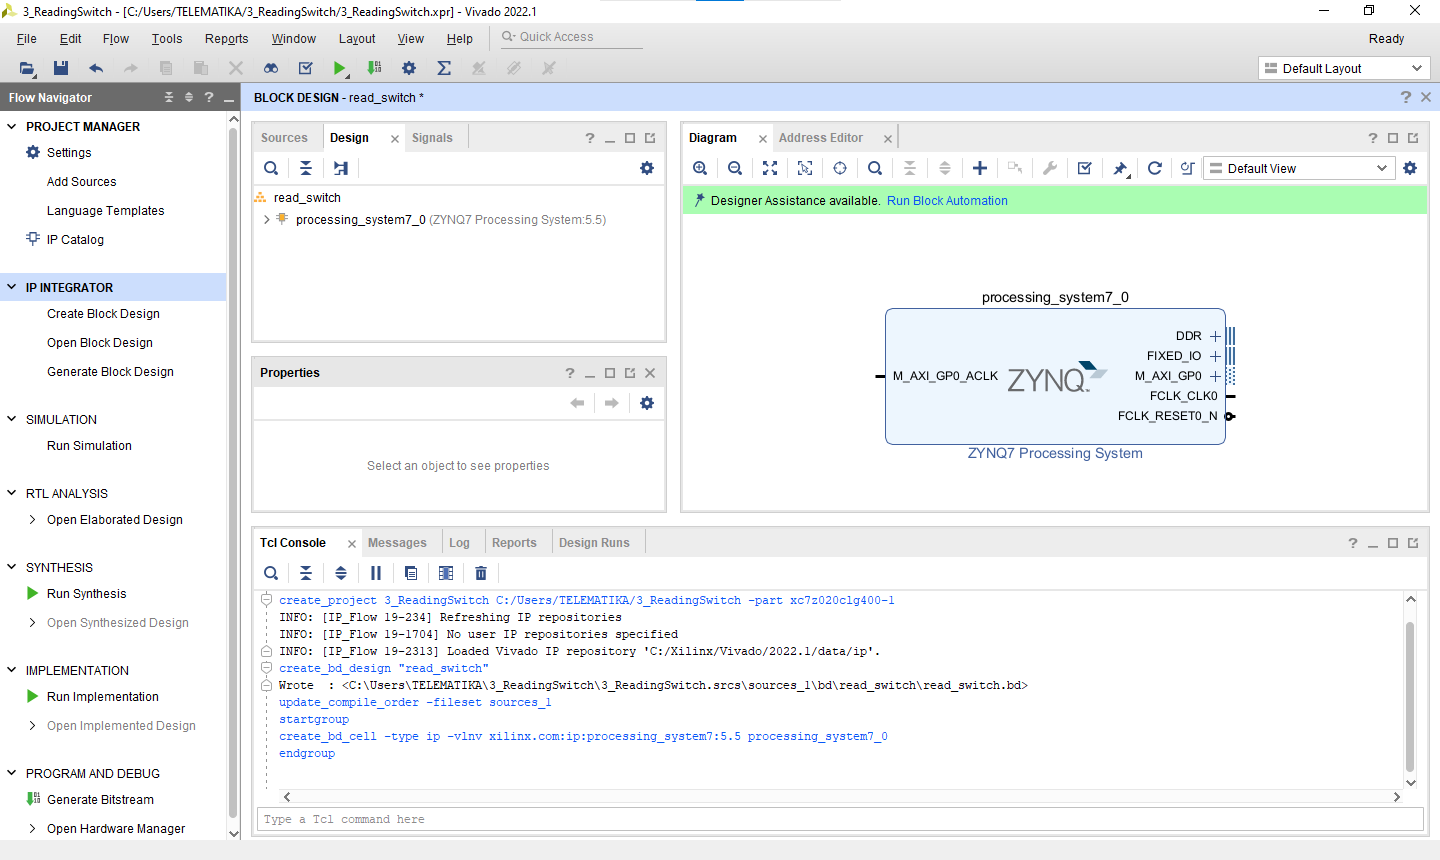 3_ReadingSwitch - [C:/Users/TELEMATIKA/3_ReadingSwitch/3_ReadingSwitch.xpr] - Vivado 2022.1
File Edit Flow Tools Reports Window Layout View Help Quick Access Ready
Default Layout
Flow Navigator
PROJECT MANAGER
Settings
Add Sources
Language Templates
IP Catalog
IP INTEGRATOR
Create Block Design
Open Block Design
Generate Block Design
SIMULATION
Run Simulation
RTL ANALYSIS
Open Elaborated Design
SYNTHESIS
Run Synthesis
Open Synthesized Design
IMPLEMENTATION
Run Implementation
Open Implemented Design
PROGRAM AND DEBUG
Generate Bitstream
Open Hardware Manager
BLOCK DESIGN - read_switch *
Sources Design Signals
read_switch
processing_system7_0 (ZYNQ7 Processing System:5.5)
Properties
Select an object to see properties
Diagram Address Editor
Default View
Designer Assistance available. Run Block Automation
processing_system7_0
DDR
FIXED_IO
M_AXI_GP0_ACLK ZYNQ M_AXI_GP0
FCLK_CLK0
FCLK_RESET0_N
ZYNQ7 Processing System
Tcl Console Messages Log Reports Design Runs
create_project 3_ReadingSwitch C:/Users/TELEMATIKA/3_ReadingSwitch -part xc7z020clg400-1
INFO: [IP_Flow 19-234] Refreshing IP repositories
INFO: [IP_Flow 19-1704] No user IP repositories specified
INFO: [IP_Flow 19-2313] Loaded Vivado IP repository 'C:/Xilinx/Vivado/2022.1/data/ip'.
create_bd_design "read_switch"
Wrote  : <C:\Users\TELEMATIKA\3_ReadingSwitch\3_ReadingSwitch.srcs\sources_1\bd\read_switch\read_switch.bd>
update_compile_order -fileset sources_1
startgroup
create_bd_cell -type ip -vlnv xilinx.com:ip:processing_system7:5.5 processing_system7_0
endgroup
Type a Tcl command here